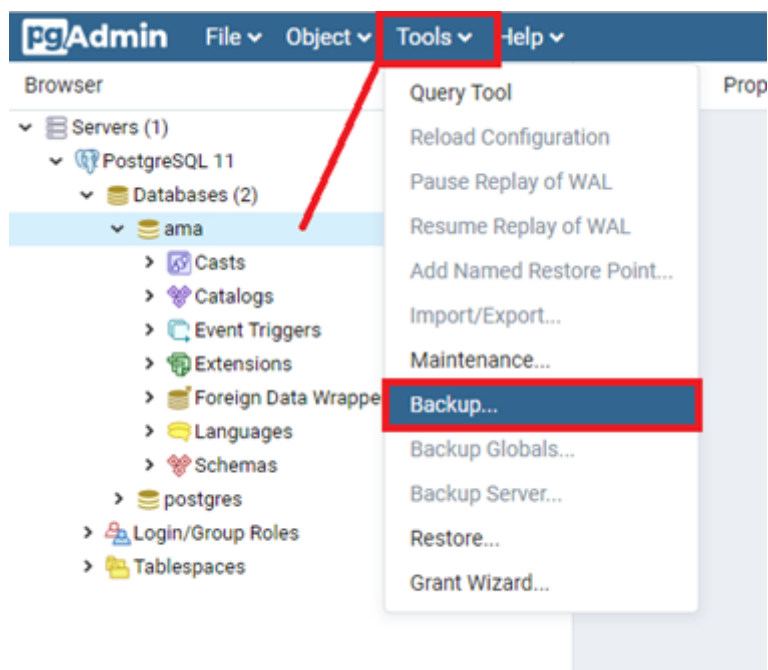 pgAdmin File Object Tools Help
Browser
Prop
Servers (1)
PostgreSQL 11
Databases (2)
ama
Casts
Catalogs
Event Triggers
Extensions
Foreign Data Wrappe
Languages
Schemas
postgres
Login/Group Roles
Tablespaces
Query Tool
Reload Configuration
Pause Replay of WAL
Resume Replay of WAL
Add Named Restore Point...
Import/Export...
Maintenance...
Backup...
Backup Globals...
Backup Server...
Restore...
Grant Wizard...